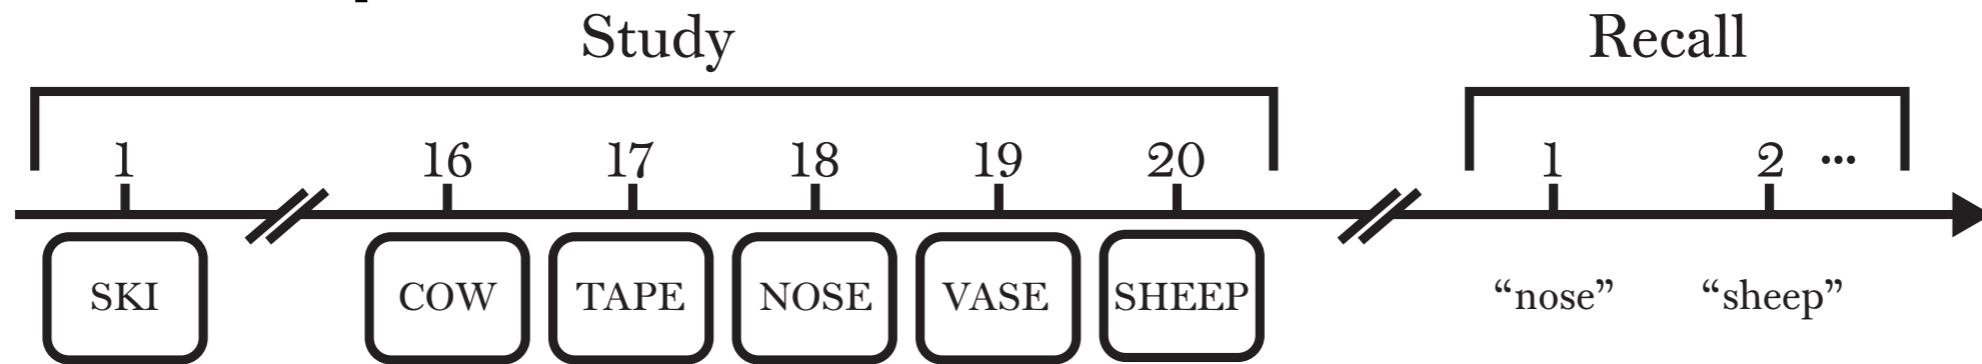 Study Recall
1 16 17 18 19 20 1 2 ...
SKI COW TAPE NOSE VASE SHEEP “nose” “sheep”